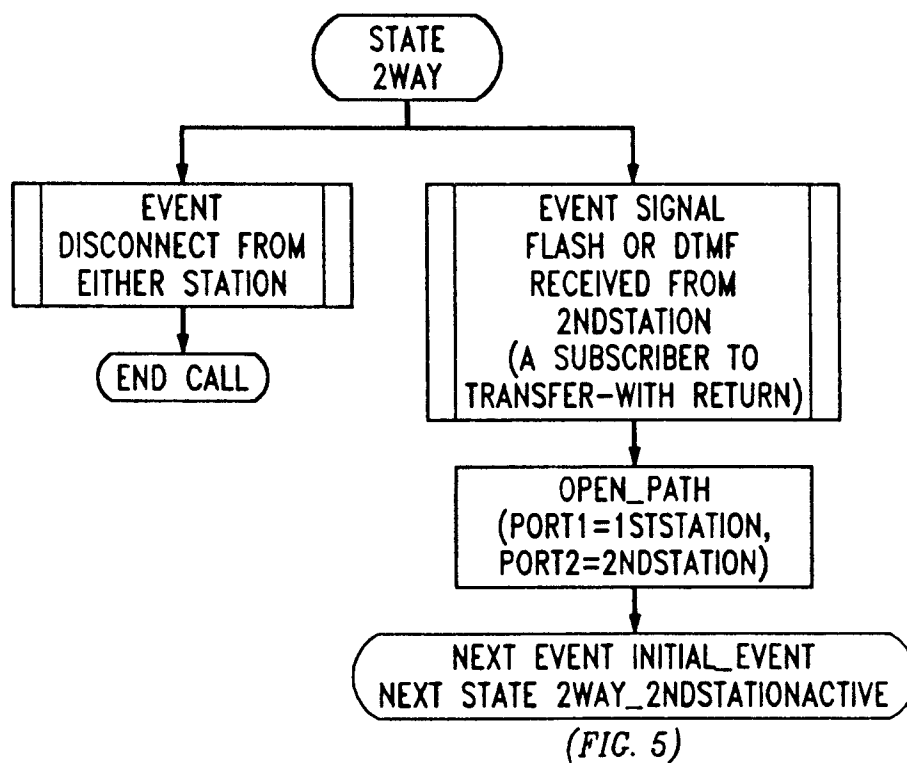 STATE
2WAY
EVENT
DISCONNECT FROM
EITHER STATION
END CALL
EVENT SIGNAL
FLASH OR DTMF
RECEIVED FROM
2NDSTATION
(A SUBSCRIBER TO
TRANSFER-WITH RETURN)
OPEN_PATH
(PORT1=1STSTATION,
PORT2=2NDSTATION)
NEXT EVENT INITIAL_EVENT
NEXT STATE 2WAY_2NDSTATIONACTIVE
(FIG. 5)